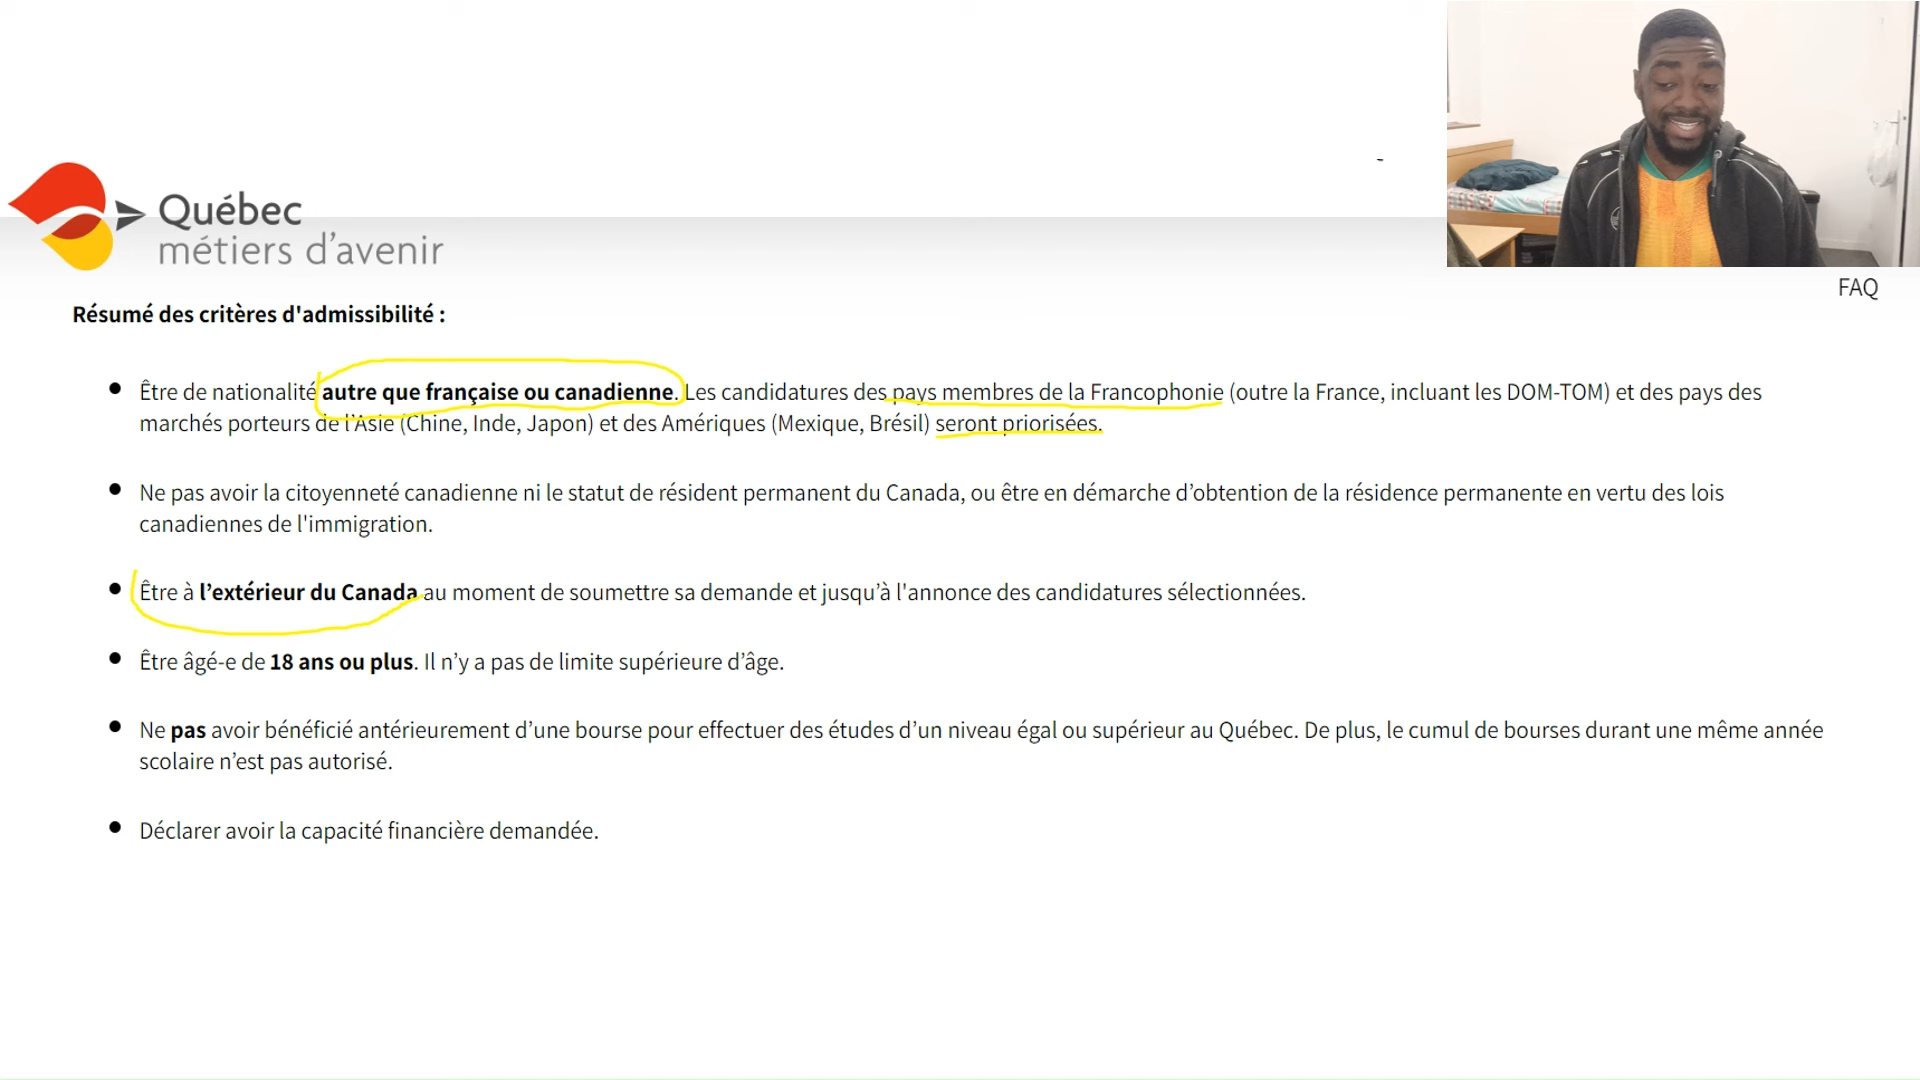 Québec
métiers d'avenir
FAQ
Résumé des critères d'admissibilité :
Être de nationalité autre que française ou canadienne. Les candidatures des pays membres de la Francophonie (outre la France, incluant les DOM-TOM) et des pays des
marchés porteurs de l'Asie (Chine, Inde, Japon) et des Amériques (Mexique, Brésil) seront priorisées.
Ne pas avoir la citoyenneté canadienne ni le statut de résident permanent du Canada, ou être en démarche d’obtention de la résidence permanente en vertu des lois
canadiennes de l'immigration.
Être à l’extérieur du Canada au moment de soumettre sa demande et jusqu’à l'annonce des candidatures sélectionnées.
Être âgé-e de 18 ans ou plus. Il n’y a pas de limite supérieure d’âge.
Ne pas avoir bénéficié antérieurement d’une bourse pour effectuer des études d’un niveau égal ou supérieur au Québec. De plus, le cumul de bourses durant une même année
scolaire n’est pas autorisé.
Déclarer avoir la capacité financière demandée.